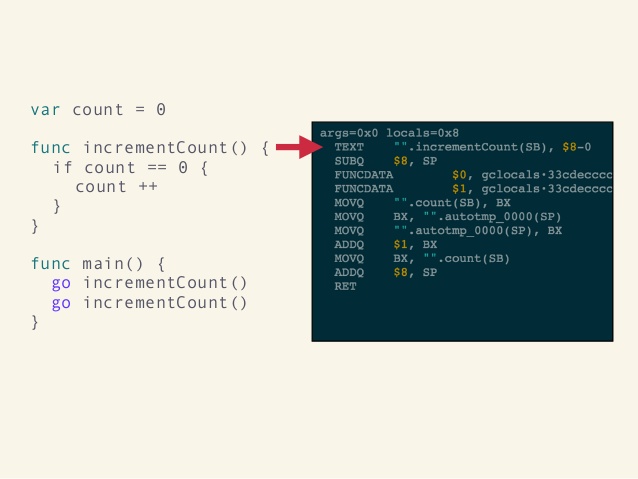 var count = 0
func incrementCount() {
if count == 0 {
count ++
}
}
func main() {
go incrementCount()
go incrementCount()
}
args=0x0 locals=0x8
TEXT "".incrementCount(SB), $8-0
SUBQ $8, SP
FUNCDATA $0, gclocals·33cdecccc
FUNCDATA $1, gclocals·33cdecccc
MOVQ "".count(SB), BX
MOVQ BX, "".autotmp_0000(SP)
MOVQ "".autotmp_0000(SP), BX
ADDQ $1, BX
MOVQ BX, "".count(SB)
ADDQ $8, SP
RET